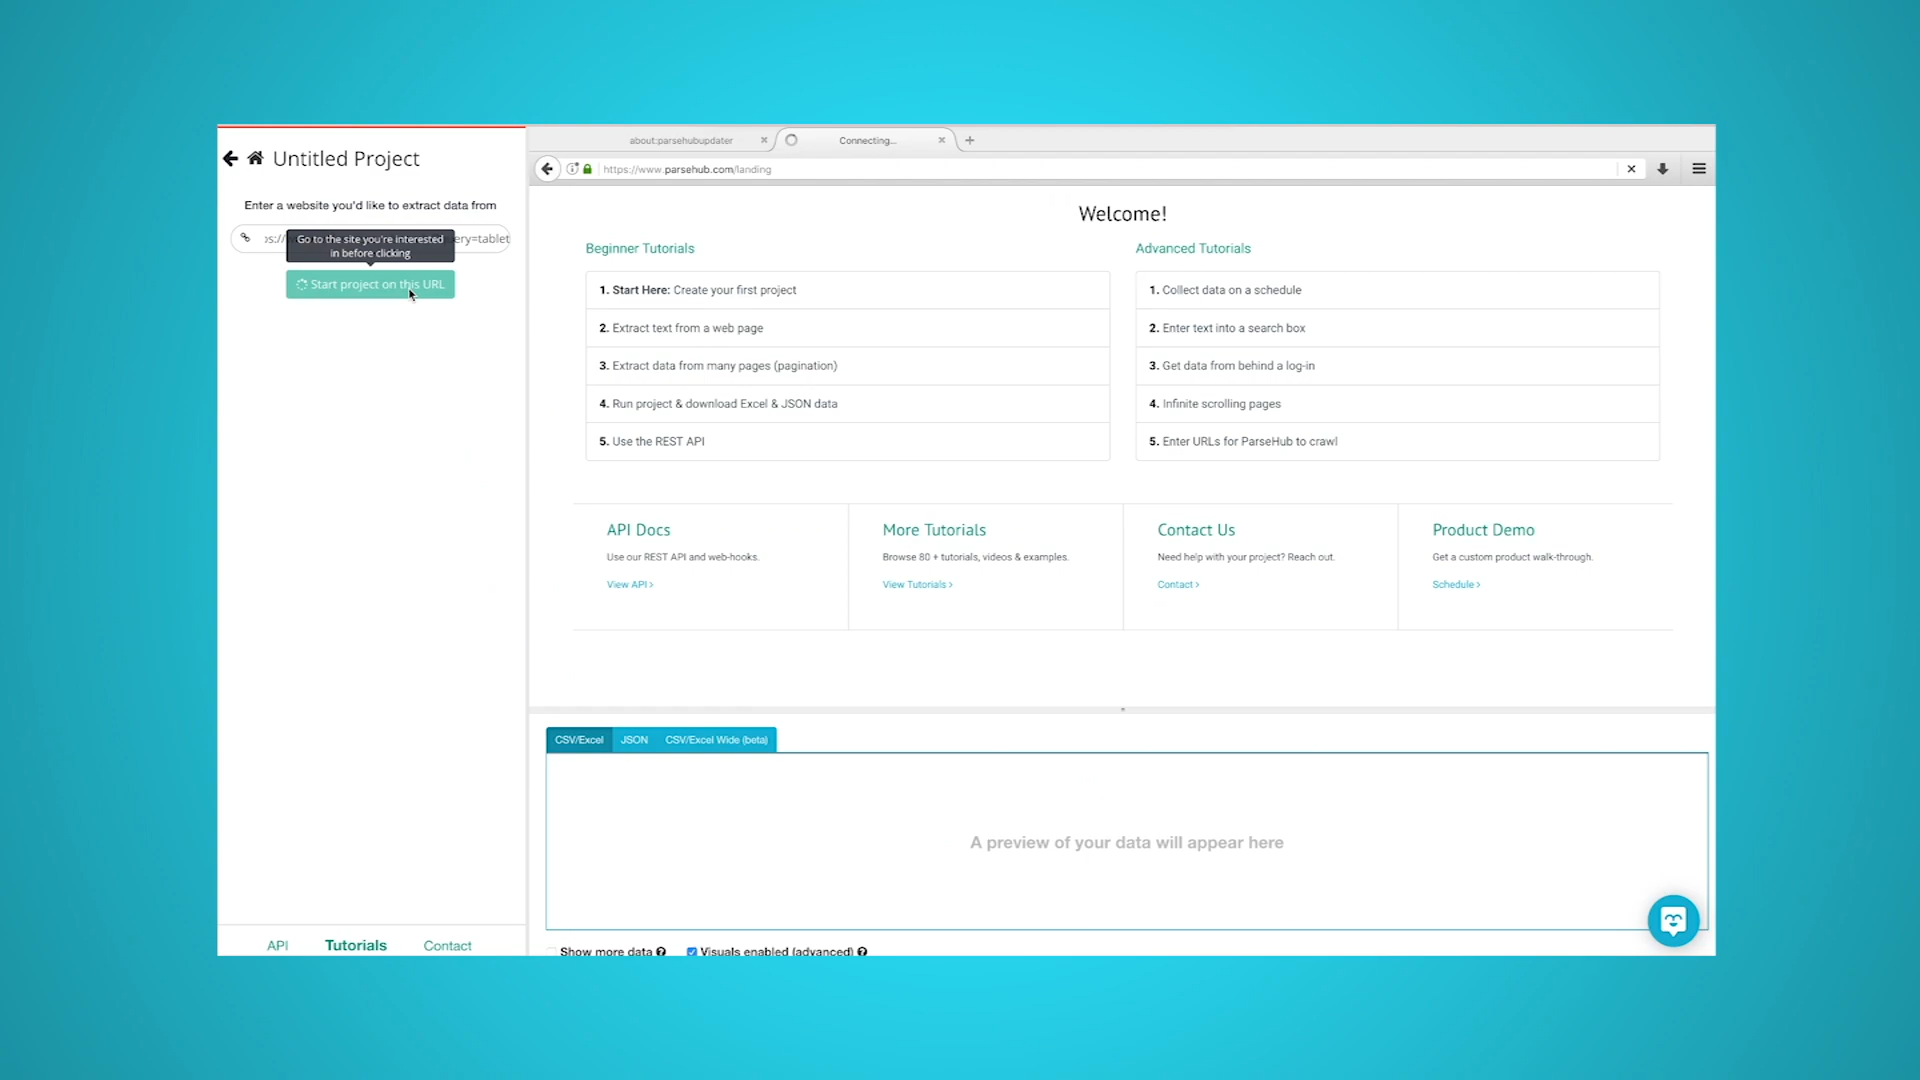 Untitled Project
Enter a website you'd like to extract data from
ery=tablet
Go to the site you're interested
in before clicking
Start project on this URL
API
Tutorials
Contact
about:parsehubupdater
Connecting...
https://www.parsehub.com/landing
Welcome!
Beginner Tutorials
1. Start Here: Create your first project
2. Extract text from a web page
3. Extract data from many pages (pagination)
4. Run project & download Excel & JSON data
5. Use the REST API
Advanced Tutorials
1. Collect data on a schedule
2. Enter text into a search box
3. Get data from behind a log-in
4. Infinite scrolling pages
5. Enter URLs for ParseHub to crawl
API Docs
Use our REST API and web-hooks.
View API >
More Tutorials
Browse 80 + tutorials, videos & examples.
View Tutorials >
Contact Us
Need help with your project? Reach out.
Contact >
Product Demo
Get a custom product walk-through.
Schedule >
CSV/Excel
JSON
CSV/Excel Wide (beta)
A preview of your data will appear here
Show more data
Visuals enabled (advanced)